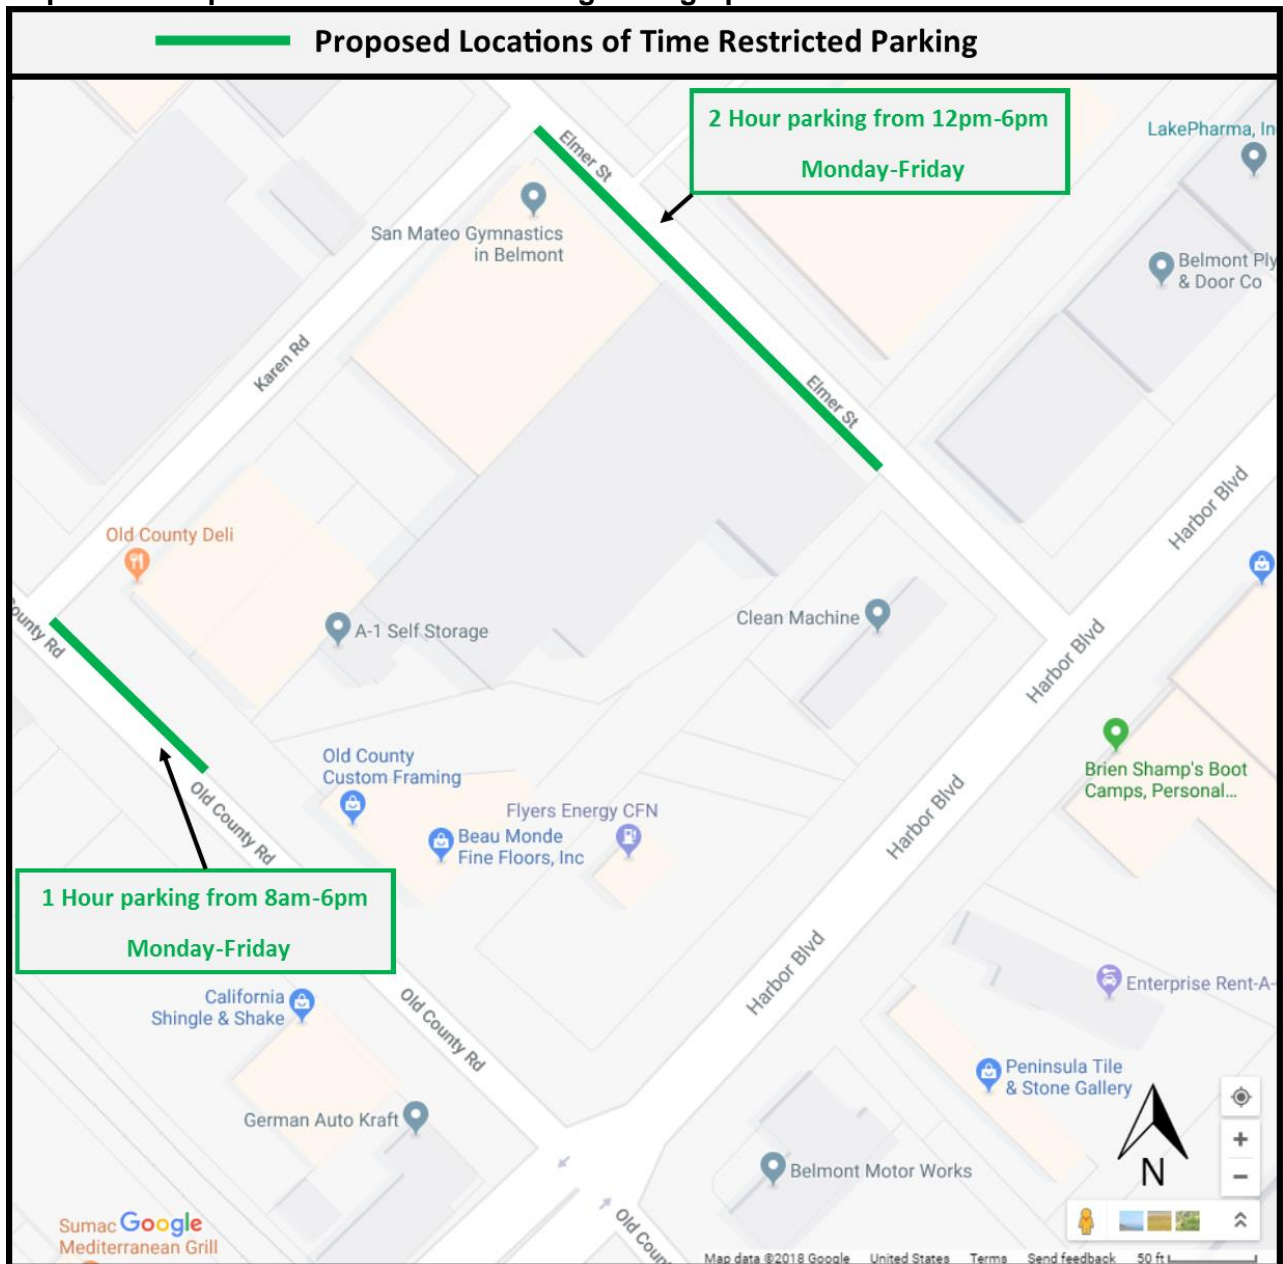 Proposed Locations of Time Restricted Parking
2 Hour parking from 12pm-6pm
Monday-Friday
Elmer St
LakePharma, In
San Mateo Gymnastics
in Belmont
Belmont Ply
& Door Co
Karen Rd
Elmer St
Harbor Blvd
Old County Deli
ounty Rd
A-1 Self Storage
Clean Machine
Harbor Blvd
Old County
Custom Framing
Brien Shamp's Boot
Camps, Personal...
Old County Rd
Flyers Energy CFN
Beau Monde
Fine Floors, Inc
Harbor Blvd
1 Hour parking from 8am-6pm
Monday-Friday
Harbor Blvd
Enterprise Rent-A-
California
Shingle & Shake
Old County Rd
Peninsula Tile
& Stone Gallery
German Auto Kraft
N
Belmont Motor Works
Sumac Google
Mediterranean Grill
Old Coun
Map data ©2018 Google United States Terms Send feedback 50 ft